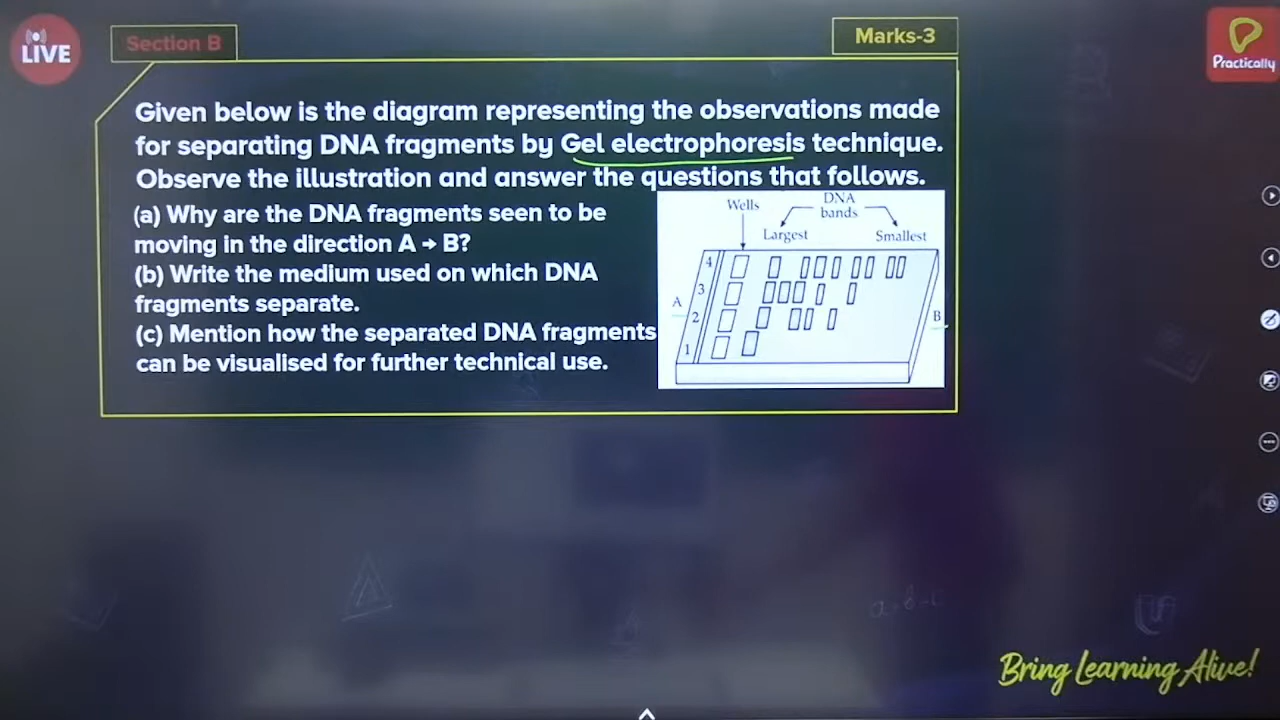 LIVE
Section B
Marks-3
Practically
Given below is the diagram representing the observations made
for separating DNA fragments by Gel electrophoresis technique.
Observe the illustration and answer the questions that follows.
(a) Why are the DNA fragments seen to be
moving in the direction A → B?
(b) Write the medium used on which DNA
fragments separate.
(c) Mention how the separated DNA fragments
can be visualised for further technical use.
Wells
DNA
bands
Largest
Smallest
4
3
A
2
B
1
Bring Learning Alive!